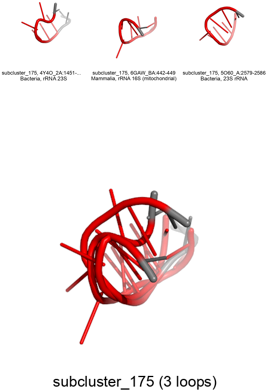 subcluster_175, 4Y4O_2A:1451-...
Bacteria, rRNA 23S
subcluster_175, 6GAW_BA:442-449
Mammalia, rRNA 16S (mitochondrial)
subcluster_175, 5O60_A:2579-2586
Bacteria, 23S rRNA
subcluster_175 (3 loops)